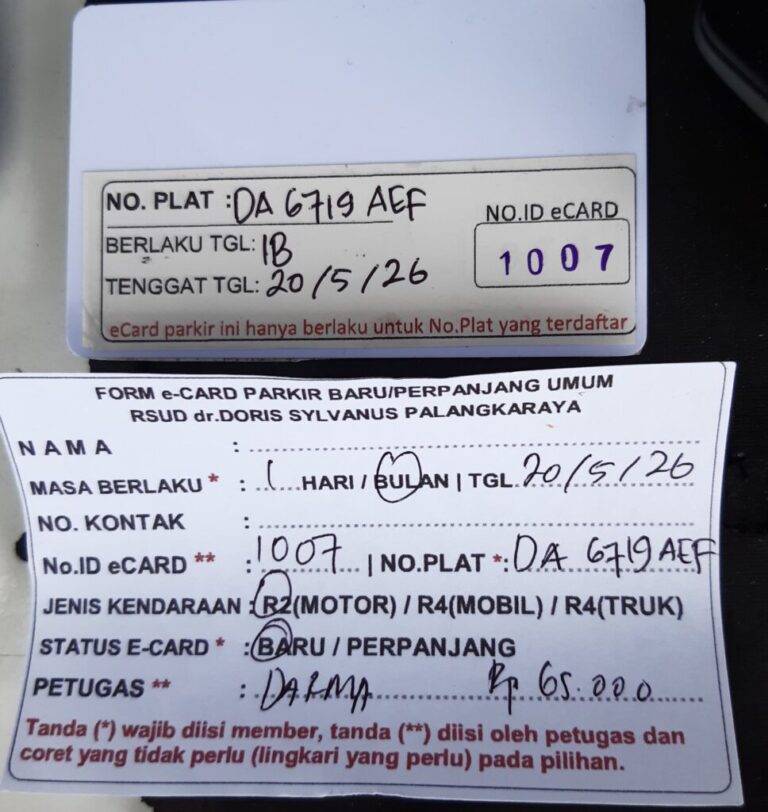 NO. PLAT : DA 6719 AEF
NO.ID eCARD
BERLAKU TGL: 1B
1007
TENGGAT TGL: 20/5/26
eCard parkir ini hanya berlaku untuk No.Plat yang terdaftar
FORM e-CARD PARKIR BARU/PERPANJANG UMUM
RSUD dr.DORIS SYLVANUS PALANGKARAYA
NAMA :
MASA BERLAKU * : 1 HARI / BULAN | TGL. 20/5/26
NO. KONTAK :
No.ID eCARD ** : 1007 | NO.PLAT *: DA 6719 AEF
JENIS KENDARAAN : R2(MOTOR) / R4(MOBIL) / R4(TRUK)
STATUS E-CARD * : BARU / PERPANJANG
PETUGAS ** : DARMA Rp 65.000
Tanda (*) wajib diisi member, tanda (**) diisi oleh petugas dan
coret yang tidak perlu (lingkari yang perlu) pada pilihan.